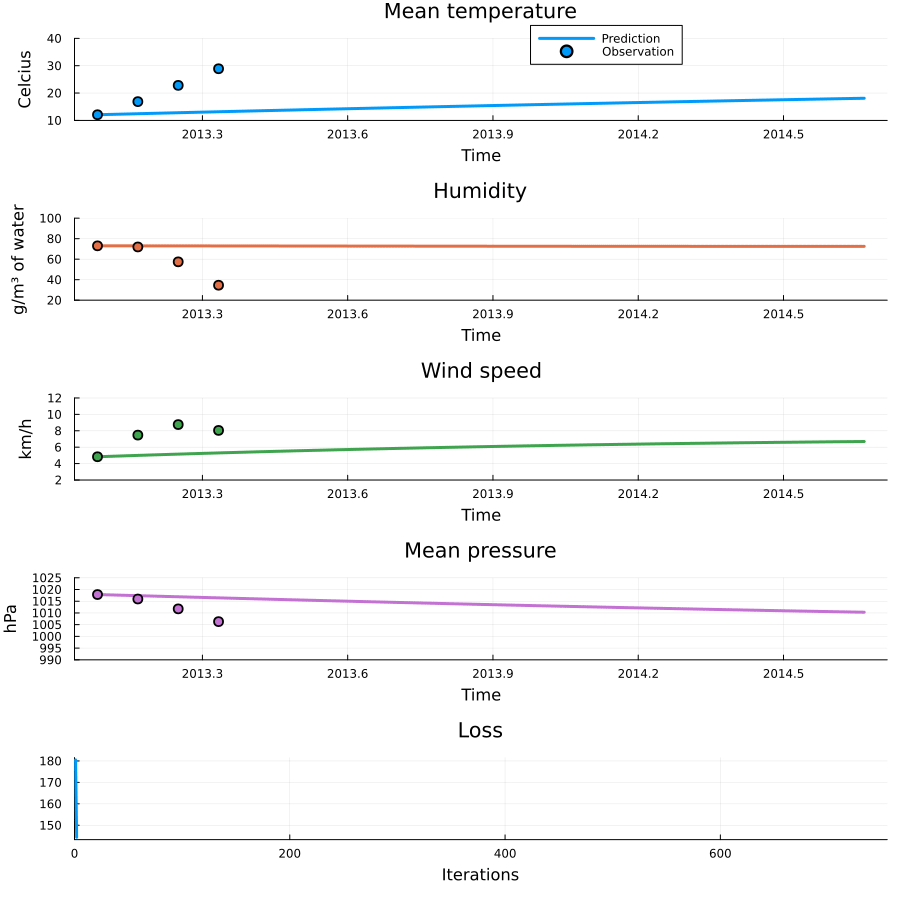 Mean temperature
Prediction
Observation
40
30
20
10
Celcius
2013.3 2013.6 2013.9 2014.2 2014.5
Time
Humidity
100
80
60
40
20
g/m³ of water
2013.3 2013.6 2013.9 2014.2 2014.5
Time
Wind speed
12
10
8
6
4
2
km/h
2013.3 2013.6 2013.9 2014.2 2014.5
Time
Mean pressure
1025
1020
1015
1010
1005
1000
995
990
hPa
2013.3 2013.6 2013.9 2014.2 2014.5
Time
Loss
180
170
160
150
0 200 400 600
Iterations